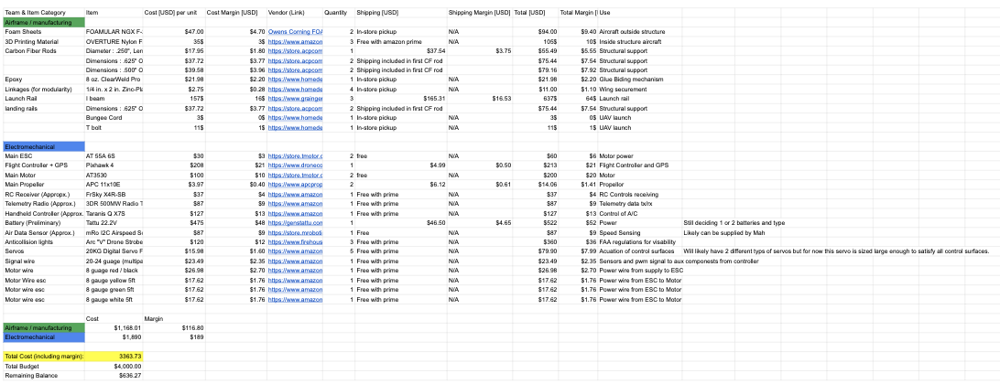 Team & Item Category Item Cost [USD] per unit Cost Margin [USD] Vendor (Link) Quantity Shipping [USD] Shipping Margin [USD] Total [USD] Total Margin [ Use
Airframe / manufacturing
Foam Sheets FOAMULAR NGX F- $47.00 $4.70 Owens Corning FOA 2 In-store pickup N/A $94.00 $9.40 Aircraft outside structure
3D Printing Material OVERTURE Nylon F 35$ 3$ https://www.amazon 3 Free with amazon prime N/A 105$ 10$ Inside structure aircraft
Carbon Fiber Rods Diameter : .250", Len $17.95 $1.80 https://store.acpcom 1 $37.54 $3.75 $55.49 $5.55 Structural support
Dimensions : .625" O $37.72 $3.77 https://store.acpcom 2 Shipping included in first CF rod $75.44 $7.54 Structural support
Dimensions : .500" O $39.58 $3.96 https://store.acpcom 2 Shipping included in first CF rod $79.16 $7.92 Structural support
Epoxy 8 oz. ClearWeld Pro $21.98 $2.20 https://www.homede 1 In-store pickup N/A $21.98 $2.20 Glue Biding mechanism
Linkages (for modularity) 1/4 in. x 2 in. Zinc-Pla $2.75 $0.28 https://www.homede 4 In-store pickup N/A $11.00 $1.10 Wing securement
Launch Rail I beam 157$ 16$ https://www.grainge 3 $165.31 $16.53 637$ 64$ Launch rail
landing rails Dimensions : .625" O $37.72 $3.77 https://store.acpcom 2 Shipping included in first CF rod $75.44 $7.54 Structural support
Bungee Cord 3$ 0$ https://www.homede 1 In-store pickup N/A 3$ 0$ UAV launch
T bolt 11$ 1$ https://www.homede 1 In-store pickup N/A 11$ 1$ UAV launch
Electromechanical
Main ESC AT 55A 6S $30 $3 https://store.tmotor.c 2 free N/A $60 $6 Motor power
Flight Controller + GPS Pixhawk 4 $208 $21 https://www.droneco 1 $4.99 $0.50 $213 $21 Flight Controller and GPS
Main Motor AT3530 $100 $10 https://store.tmotor.c 2 free N/A $200 $20 Motor
Main Propeller APC 11x10E $3.97 $0.40 https://www.apcprop 2 $6.12 $0.61 $14.06 $1.41 Propellor
RC Receiver (Appropx.) FrSky X4R-SB $37 $4 https://www.amazon 1 Free with prime N/A $37 $4 RC Controls receiving
Telemetry Radio (Approx.) 3DR 500MW Radio T $87 $9 https://www.amazon 1 Free with prime N/A $87 $9 Telemetry data tx/rx
Handheld Controller (Approx. Taranis Q X7S $127 $13 https://www.amazon 1 Free with prime N/A $127 $13 Control of A/C
Battery (Preliminary) Tattu 22.2V $475 $48 https://genstattu.com 1 $46.50 $4.65 $522 $52 Power Still deciding 1 or 2 batteries and type
Air Data Sensor (Approx.) mRo I2C Airspeed S $87 $9 https://store.mroboti 1 Free N/A $87 $9 Speed Sensing Likely can be supplied by Mah
Anticollision lights Arc "V" Drone Strobe $120 $12 https://www.firehous 3 Free with prime N/A $360 $36 FAA regulations for visability
Servos 20KG Digital Servo F $15.98 $1.60 https://www.amazon 5 Free with prime N/A $79.90 $7.99 Acuation of control surfaces Will likely have 2 different typs of servos but for now this servo is sized large enough to satisfy all control surfaces.
Signal wire 20-24 guage (multipa $23.49 $2.35 https://www.amazon 1 Free with prime N/A $23.49 $2.35 Sensors and pwm signal to aux componests from controller
Motor wire 8 guage red / black $26.98 $2.70 https://www.amazon 1 Free with prime N/A $26.98 $2.70 Power wire from supply to ESC
Motor Wire esc 8 gauge yellow 5ft $17.62 $1.76 https://www.amazon 1 Free with prime N/A $17.62 $1.76 Power wire from ESC to Motor
Motor wire esc 8 gauge green 5ft $17.62 $1.76 https://www.amazon 1 Free with prime N/A $17.62 $1.76 Power wire from ESC to Motor
Motor wire esc 8 gauge white 5ft $17.62 $1.76 https://www.amazon 1 Free with prime N/A $17.62 $1.76 Power wire from ESC to Motor
Cost Margin
Airframe / manufacturing $1,168.01 $116.80
Electromechanical $1,890 $189
Total Cost (including margin): 3363.73
Total Budget $4,000.00
Remaining Balance $636.27